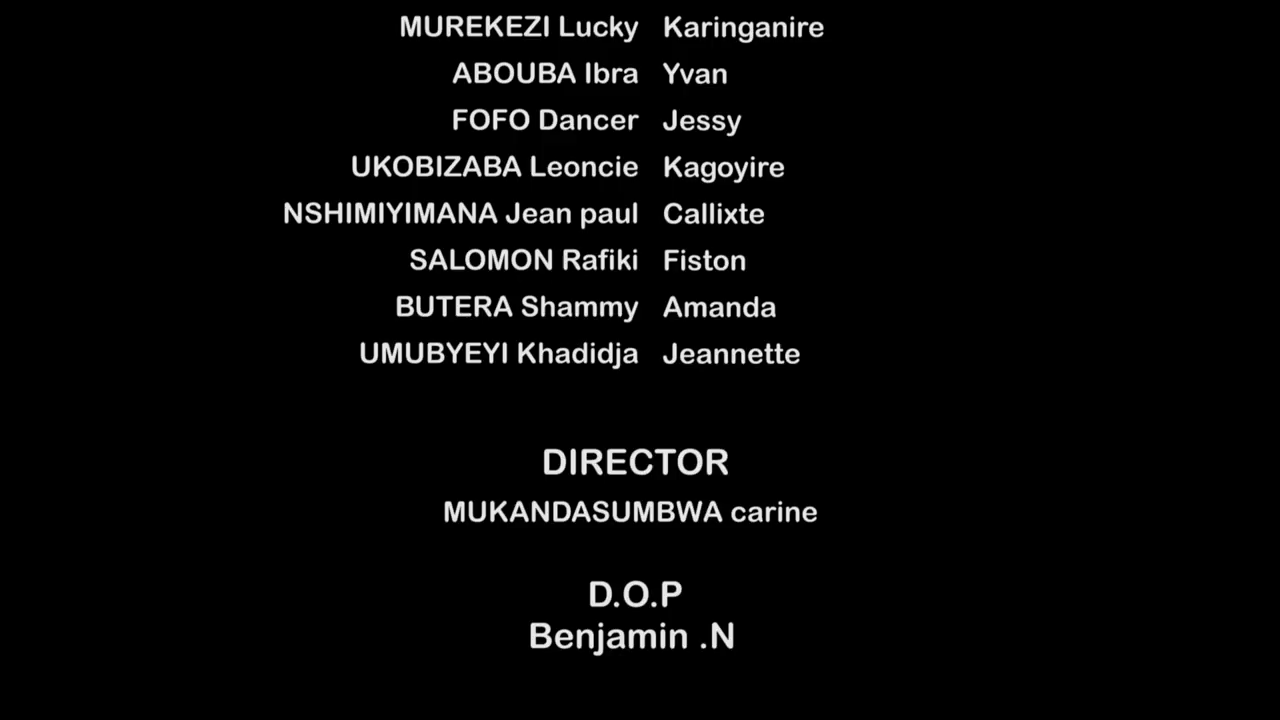 MUREKEZI Lucky Karinganire
ABOUBA Ibra Yvan
FOFO Dancer Jessy
UKOBIZABA Leoncie Kagoyire
NSHIMIYIMANA Jean paul Callixte
SALOMON Rafiki Fiston
BUTERA Shammy Amanda
UMUBYEYI Khadidja Jeannette
DIRECTOR
MUKANDASUMBWA carine
D.O.P
Benjamin .N